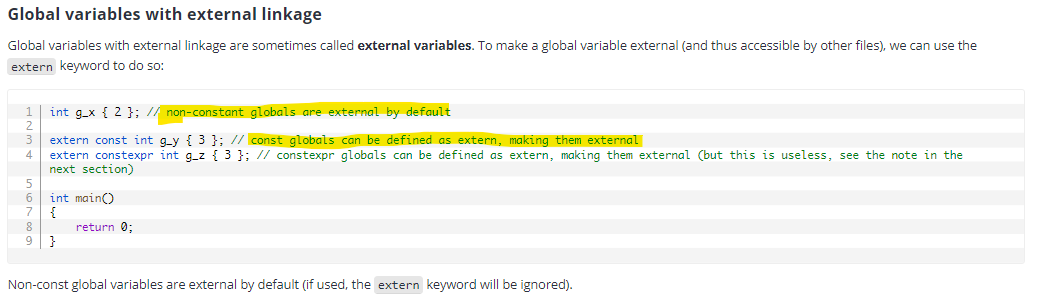 Global variables with external linkage
Global variables with external linkage are sometimes called external variables. To make a global variable external (and thus accessible by other files), we can use the
extern keyword to do so:
1 int g_x { 2 }; // non-constant globals are external by default
2
3 extern const int g_y { 3 }; // const globals can be defined as extern, making them external
4 extern constexpr int g_z { 3 }; // constexpr globals can be defined as extern, making them external (but this is useless, see the note in the
next section)
5
6 int main()
7 {
8 return 0;
9 }
Non-const global variables are external by default (if used, the extern keyword will be ignored).